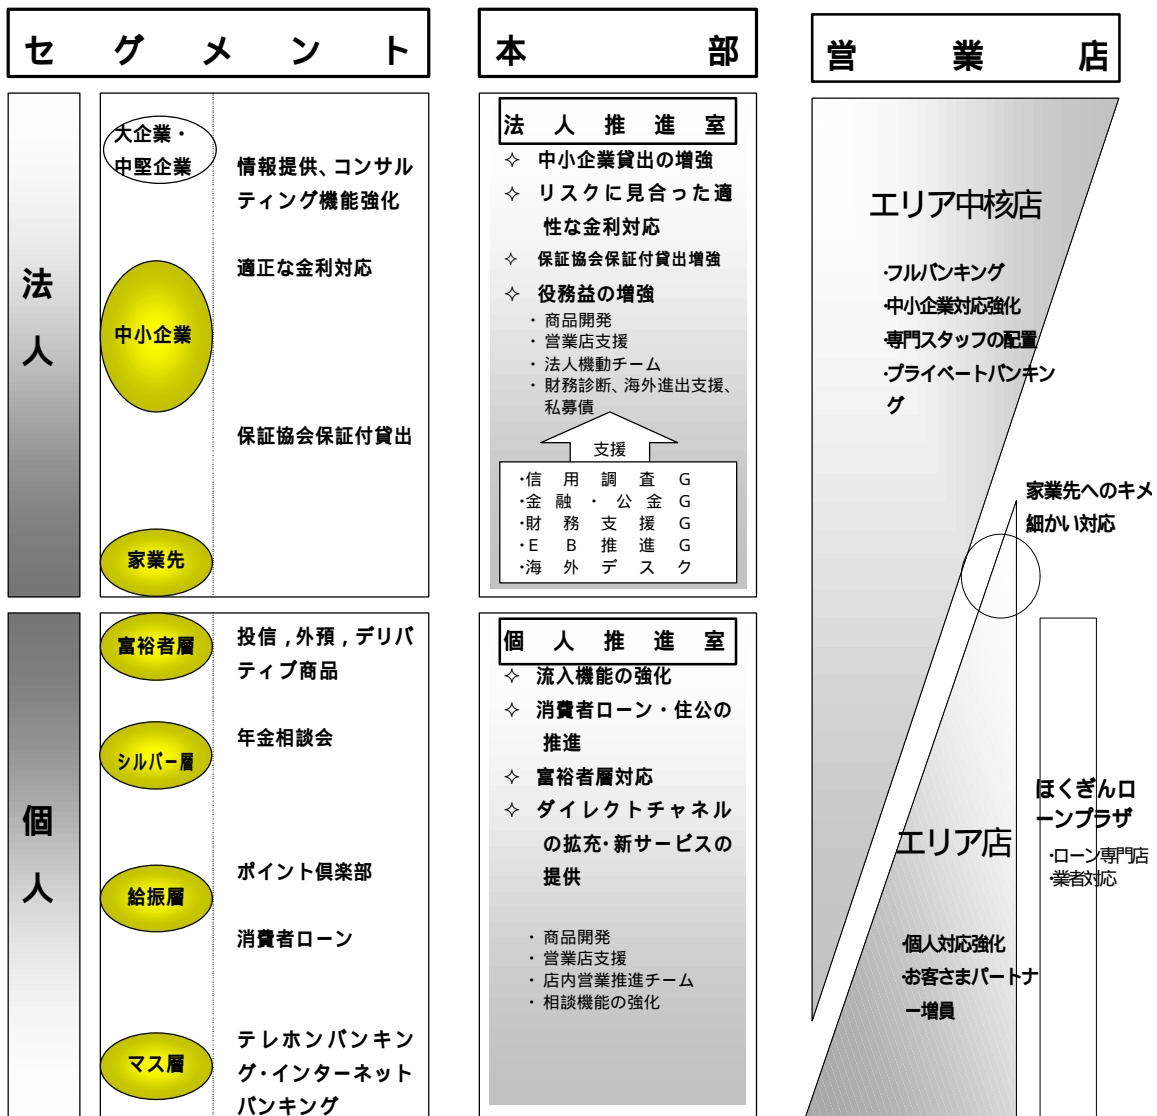 セグメント
法人
大企業・
中堅企業
情報提供、コンサル
ティング機能強化
適正な金利対応
中小企業
保証協会保証付貸出
家業先
個人
富裕者層
投信，外預，デリバ
ティブ商品
シルバー層
年金相談会
給振層
ポイント倶楽部
消費者ローン
マス層
テレホンバンキン
グ・インターネット
バンキング
本部
法人推進室
✧ 中小企業貸出の増強
✧ リスクに見合った適
性な金利対応
✧ 保証協会保証付貸出増強
✧ 役務益の増強
・商品開発
・営業店支援
・法人機動チーム
・財務診断、海外進出支援、
私募債
支援
・信用調査G
・金融・公金G
・財務支援G
・EB推進G
・海外デスク
個人推進室
✧ 流入機能の強化
✧ 消費者ローン・住公の
推進
✧ 富裕者層対応
✧ ダイレクトチャネル
の拡充・新サービスの
提供
・商品開発
・営業店支援
・店内営業推進チーム
・相談機能の強化
営業店
エリア中核店
・フルバンキング
・中小企業対応強化
・専門スタッフの配置
・プライベートバンキン
グ
家業先へのキメ
細かい対応
エリア店
・個人対応強化
・お客さまパートナ
ー増員
ほくぎんロ
ーンプラザ
・ローン専門店
・業者対応